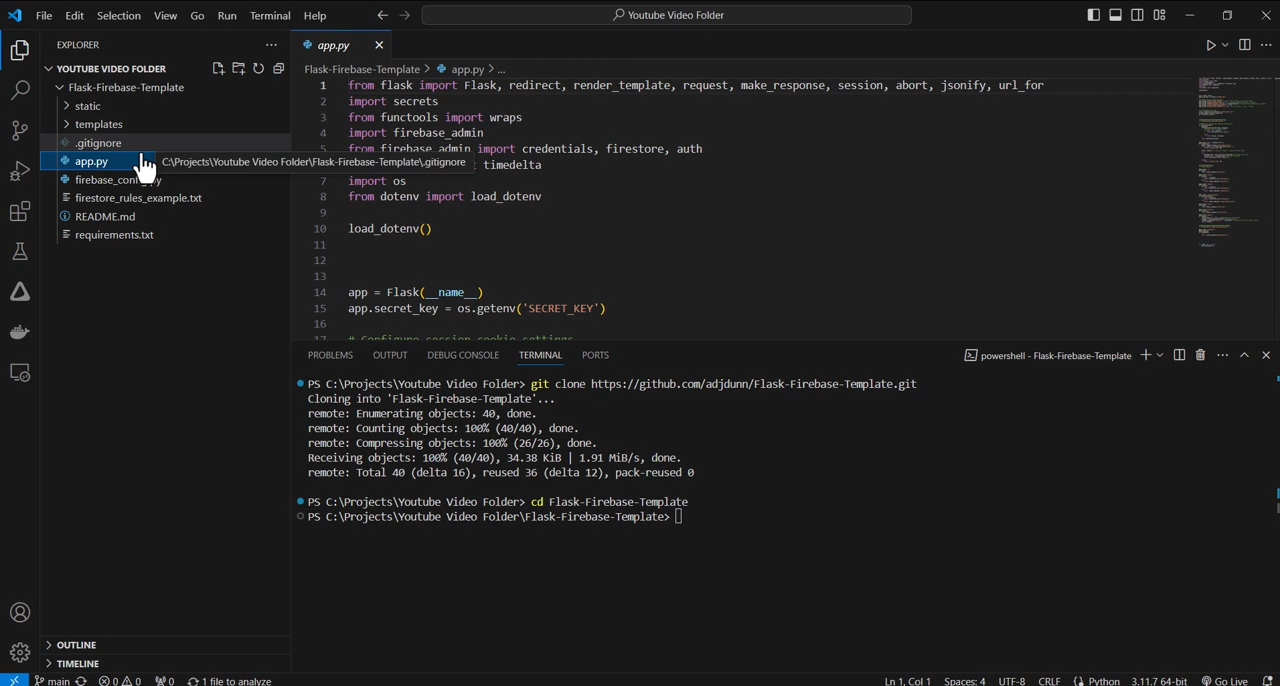 File Edit Selection View Go Run Terminal Help
Youtube Video Folder
EXPLORER
YOUTUBE VIDEO FOLDER
Flask-Firebase-Template
static
templates
.gitignore
app.py
C:\Projects\Youtube Video Folder\Flask-Firebase-Template\.gitignore
firestore_rules_example.txt
README.md
requirements.txt
OUTLINE
TIMELINE
app.py
Flask-Firebase-Template > app.py > ...
1 from flask import Flask, redirect, render_template, request, make_response, session, abort, jsonify, url_for
2 import secrets
3 from functools import wraps
4 import firebase_admin
5 from firebase_admin import credentials, firestore, auth
timedelta
7 import os
8 from dotenv import load_dotenv
9
10 load_dotenv()
11
12
13
14 app = Flask(__name__)
15 app.secret_key = os.getenv('SECRET_KEY')
16
17 # Configure session cookie settings
PROBLEMS OUTPUT DEBUG CONSOLE TERMINAL PORTS
powershell - Flask-Firebase-Template
PS C:\Projects\Youtube Video Folder> git clone https://github.com/adjdunn/Flask-Firebase-Template.git
Cloning into 'Flask-Firebase-Template'...
remote: Enumerating objects: 40, done.
remote: Counting objects: 100% (40/40), done.
remote: Compressing objects: 100% (26/26), done.
Receiving objects: 100% (40/40), 34.38 KiB | 1.91 MiB/s, done.
remote: Total 40 (delta 16), reused 36 (delta 12), pack-reused 0
PS C:\Projects\Youtube Video Folder> cd Flask-Firebase-Template
PS C:\Projects\Youtube Video Folder\Flask-Firebase-Template>
main 0 0 0 1 file to analyze
Ln 1, Col 1 Spaces: 4 UTF-8 CRLF Python 3.11.7 64-bit Go Live